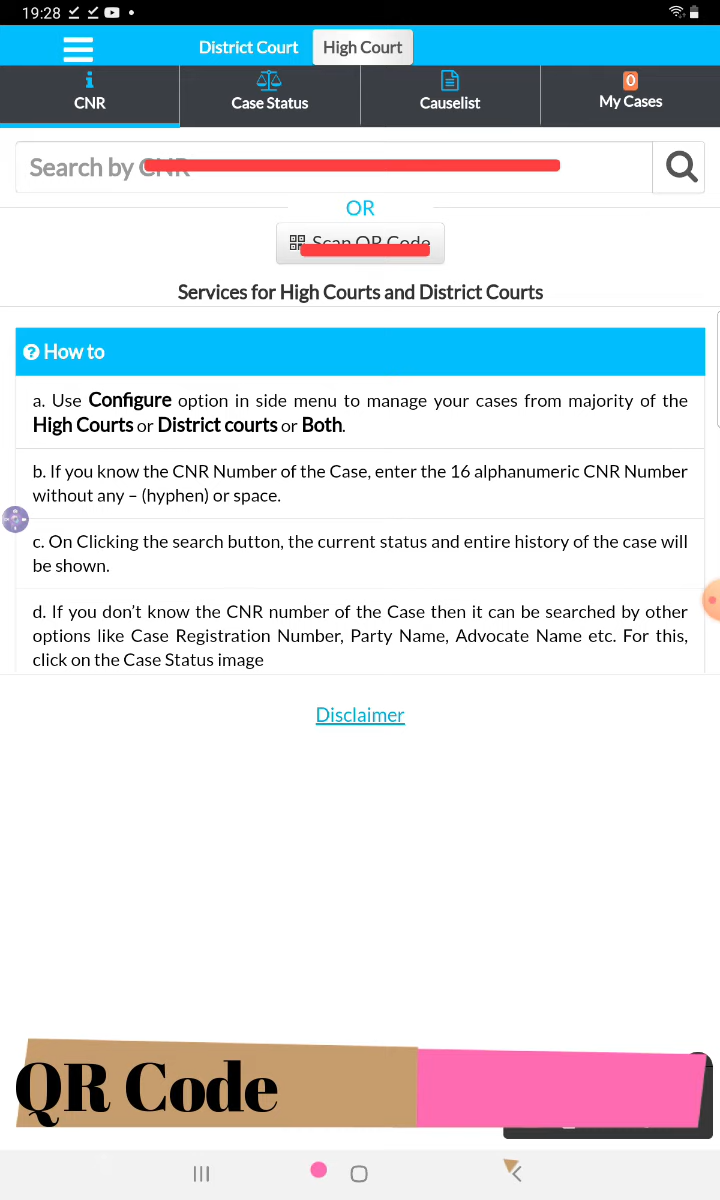 19:28
District Court High Court
CNR Case Status Causelist 0 My Cases
Search by CNR
OR
Scan QR Code
Services for High Courts and District Courts
How to
a. Use Configure option in side menu to manage your cases from majority of the
High Courts or District courts or Both.
b. If you know the CNR Number of the Case, enter the 16 alphanumeric CNR Number
without any – (hyphen) or space.
c. On Clicking the search button, the current status and entire history of the case will
be shown.
d. If you don't know the CNR number of the Case then it can be searched by other
options like Case Registration Number, Party Name, Advocate Name etc. For this,
click on the Case Status image
Disclaimer
QR Code